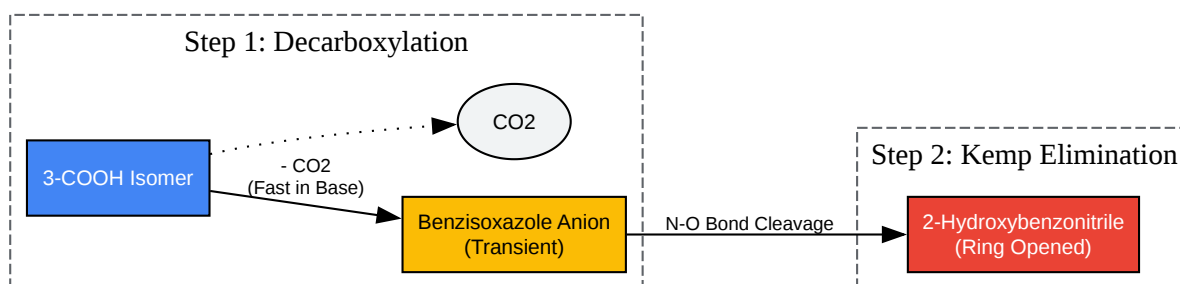 Step 1: Decarboxylation
CO2
3-COOH Isomer
- CO2
(Fast in Base)
Benzisoxazole Anion
(Transient)
N-O Bond Cleavage
Step 2: Kemp Elimination
2-Hydroxybenzonitrile
(Ring Opened)